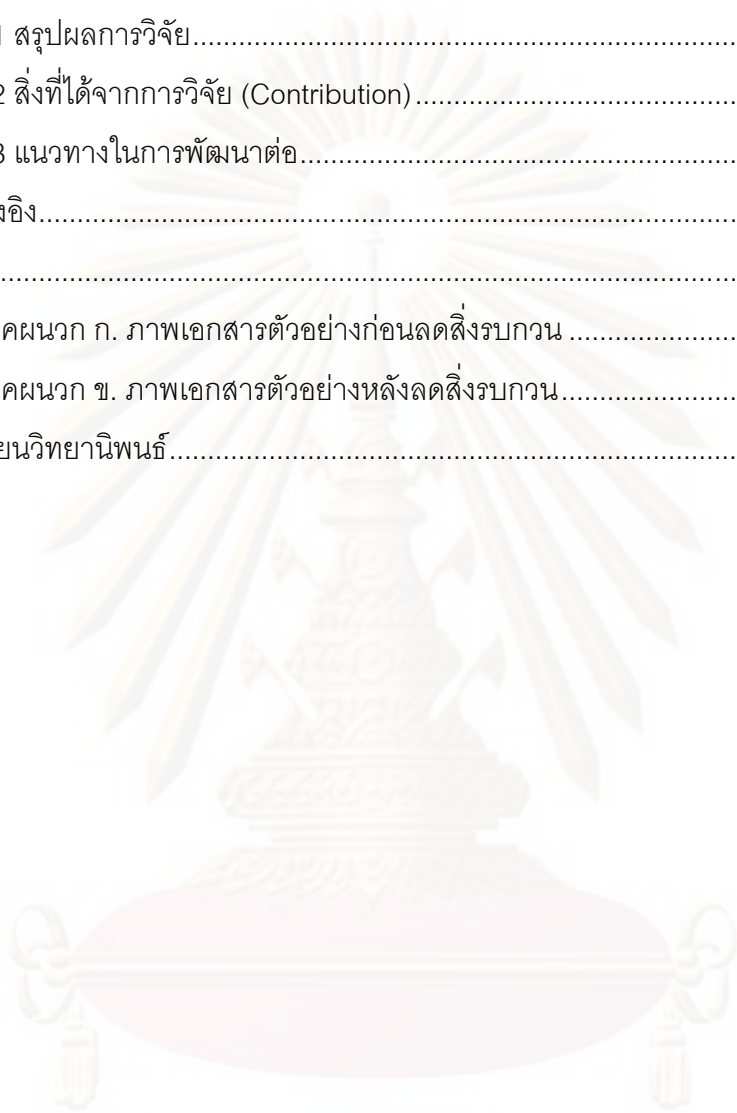 สรุปผลการวิจัย........................................................................
2 สิ่งที่ได้จากการวิจัย (Contribution)..........................................
แนวทางในการพัฒนาต่อ.........................................................
...........................................................................................
คผนวก ก. ภาพเอกสารตัวอย่างก่อนลดสิ่งรบกวน ......................
คผนวก ข. ภาพเอกสารตัวอย่างหลังลดสิ่งรบกวน.......................
ยนวิทยานิพนธ์..........................................................................